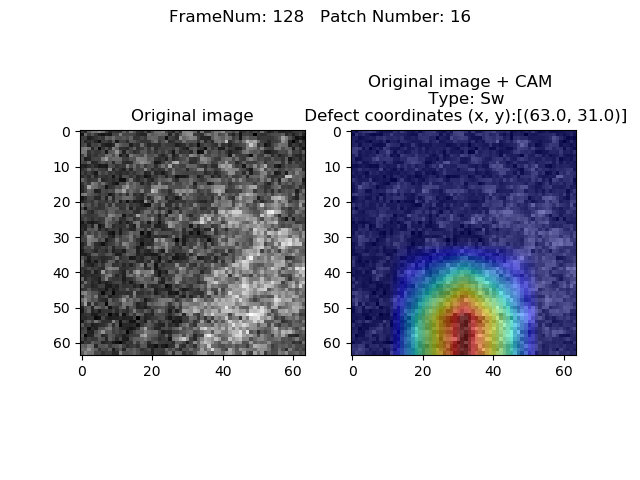 FrameNum: 128   Patch Number: 16
Original image
0
10
20
30
40
50
60
0 20 40 60
Original image + CAM
Type: Sw
Defect coordinates (x, y):[(63.0, 31.0)]
0
10
20
30
40
50
60
0 20 40 60